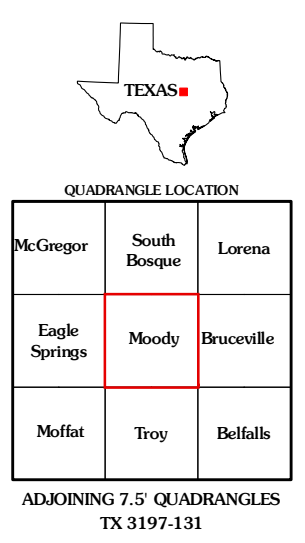 TEXAS
QUADRANGLE LOCATION
McGregor
South
Bosque
Lorena
Eagle
Springs
Moody
Bruceville
Moffat
Troy
Belfalls
ADJOINING 7.5' QUADRANGLES
TX 3197-131